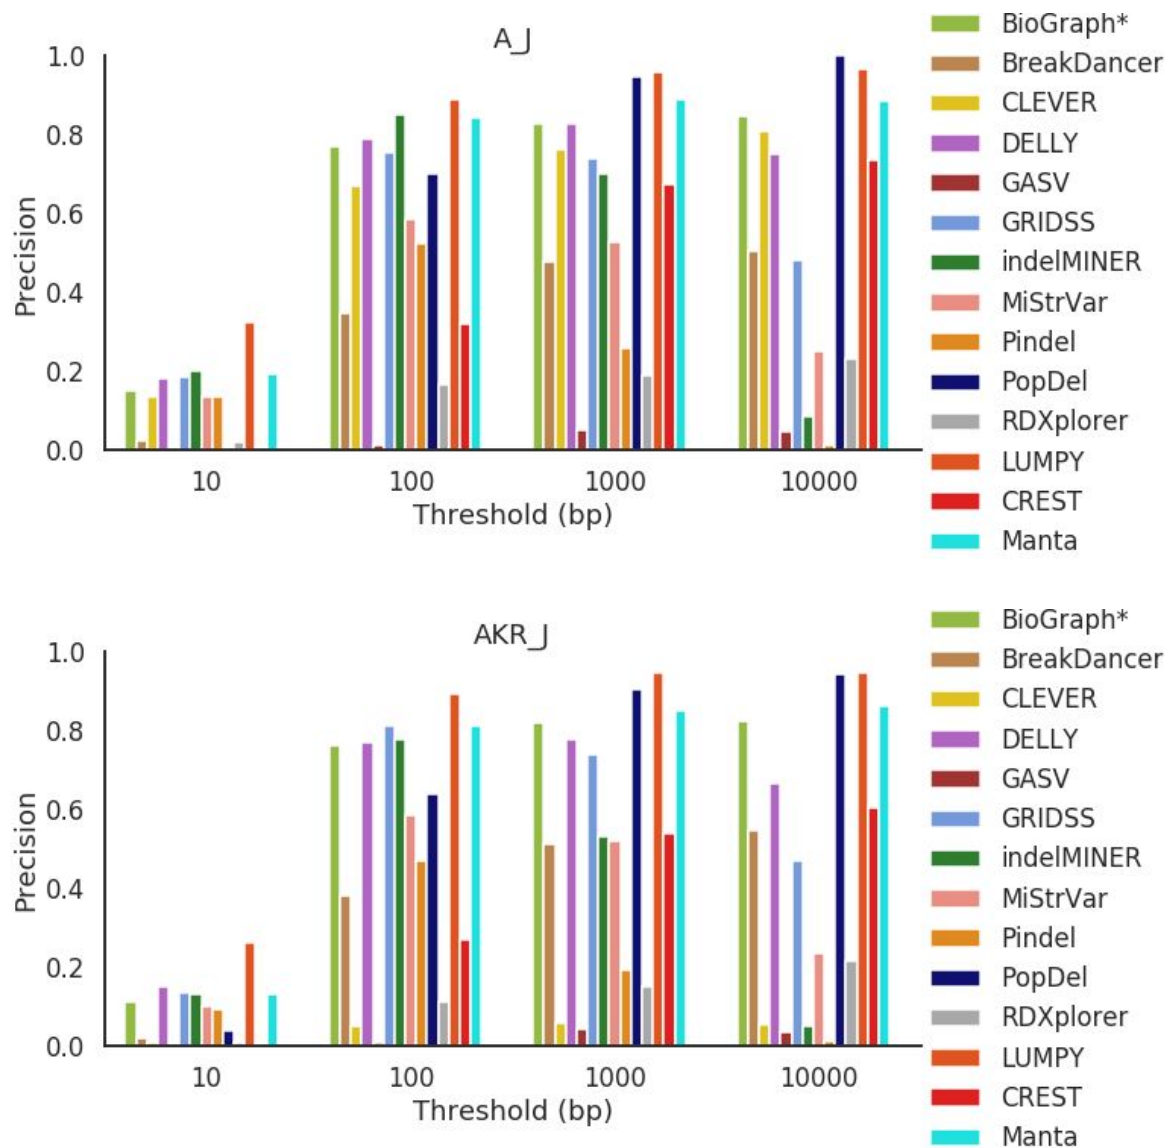 A_J
Precision
1.0
0.8
0.6
0.4
0.2
0.0
10
100
1000
10000
Threshold (bp)
BioGraph*
BreakDancer
CLEVER
DELLY
GASV
GRIDSS
indelMINER
MiStrVar
Pindel
PopDel
RDXplorer
LUMPY
CREST
Manta
AKR_J
Precision
1.0
0.8
0.6
0.4
0.2
0.0
10
100
1000
10000
Threshold (bp)
BioGraph*
BreakDancer
CLEVER
DELLY
GASV
GRIDSS
indelMINER
MiStrVar
Pindel
PopDel
RDXplorer
LUMPY
CREST
Manta